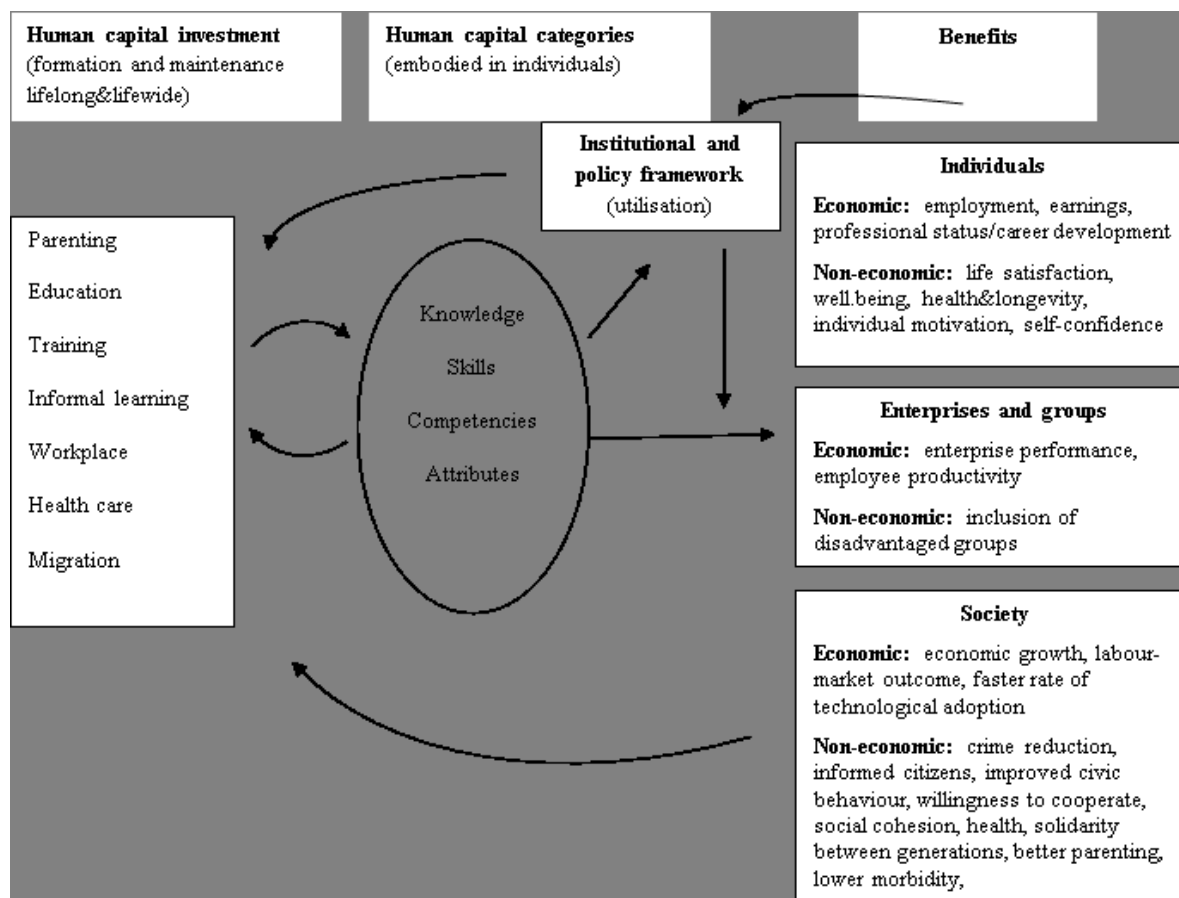 Human capital investment
(formation and maintenance
lifelong&lifewide)
Human capital categories
(embodied in individuals)
Benefits
Institutional and
policy framework
(utilisation)
Parenting
Education
Training
Informal learning
Workplace
Health care
Migration
Knowledge
Skills
Competencies
Attributes
Individuals
Economic: employment, earnings,
professional status/career development
Non-economic: life satisfaction,
well.being, health&longevity,
individual motivation, self-confidence
Enterprises and groups
Economic: enterprise performance,
employee productivity
Non-economic: inclusion of
disadvantaged groups
Society
Economic: economic growth, labour-
market outcome, faster rate of
technological adoption
Non-economic: crime reduction,
informed citizens, improved civic
behaviour, willingness to cooperate,
social cohesion, health, solidarity
between generations, better parenting,
lower morbidity,